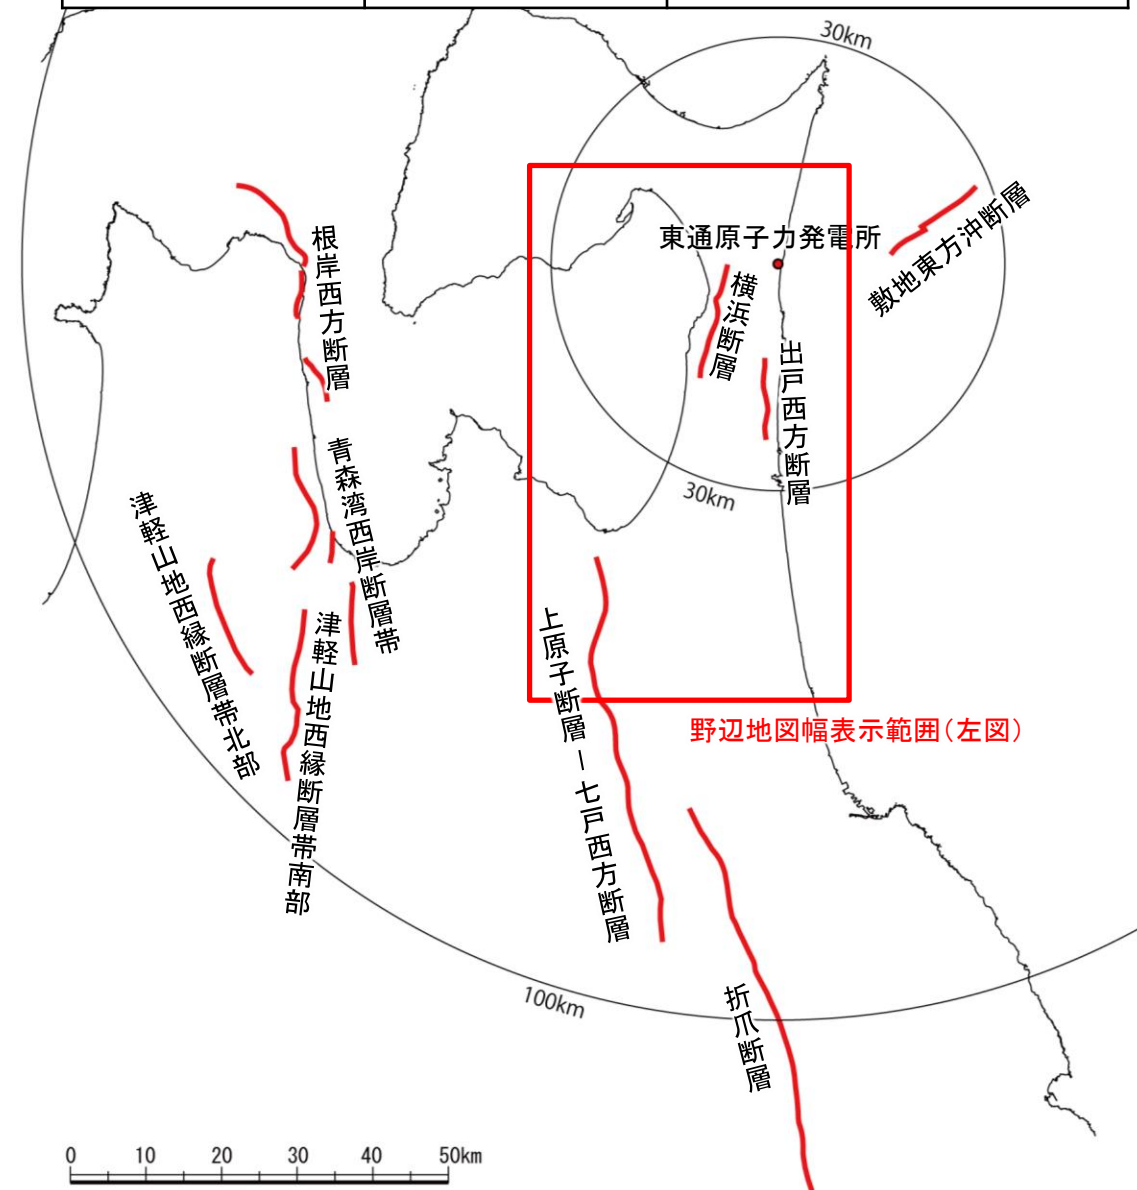 30km
東通原子力発電所
敷地東方沖断層
横浜断層
出戸西方断層
30km
根岸西方断層
青森湾西岸断層帯
津軽山地西縁断層帯北部
津軽山地西縁断層帯南部
上原子断層－七戸西方断層
野辺地図幅表示範囲(左図)
折爪断層
100km
0 10 20 30 40 50km